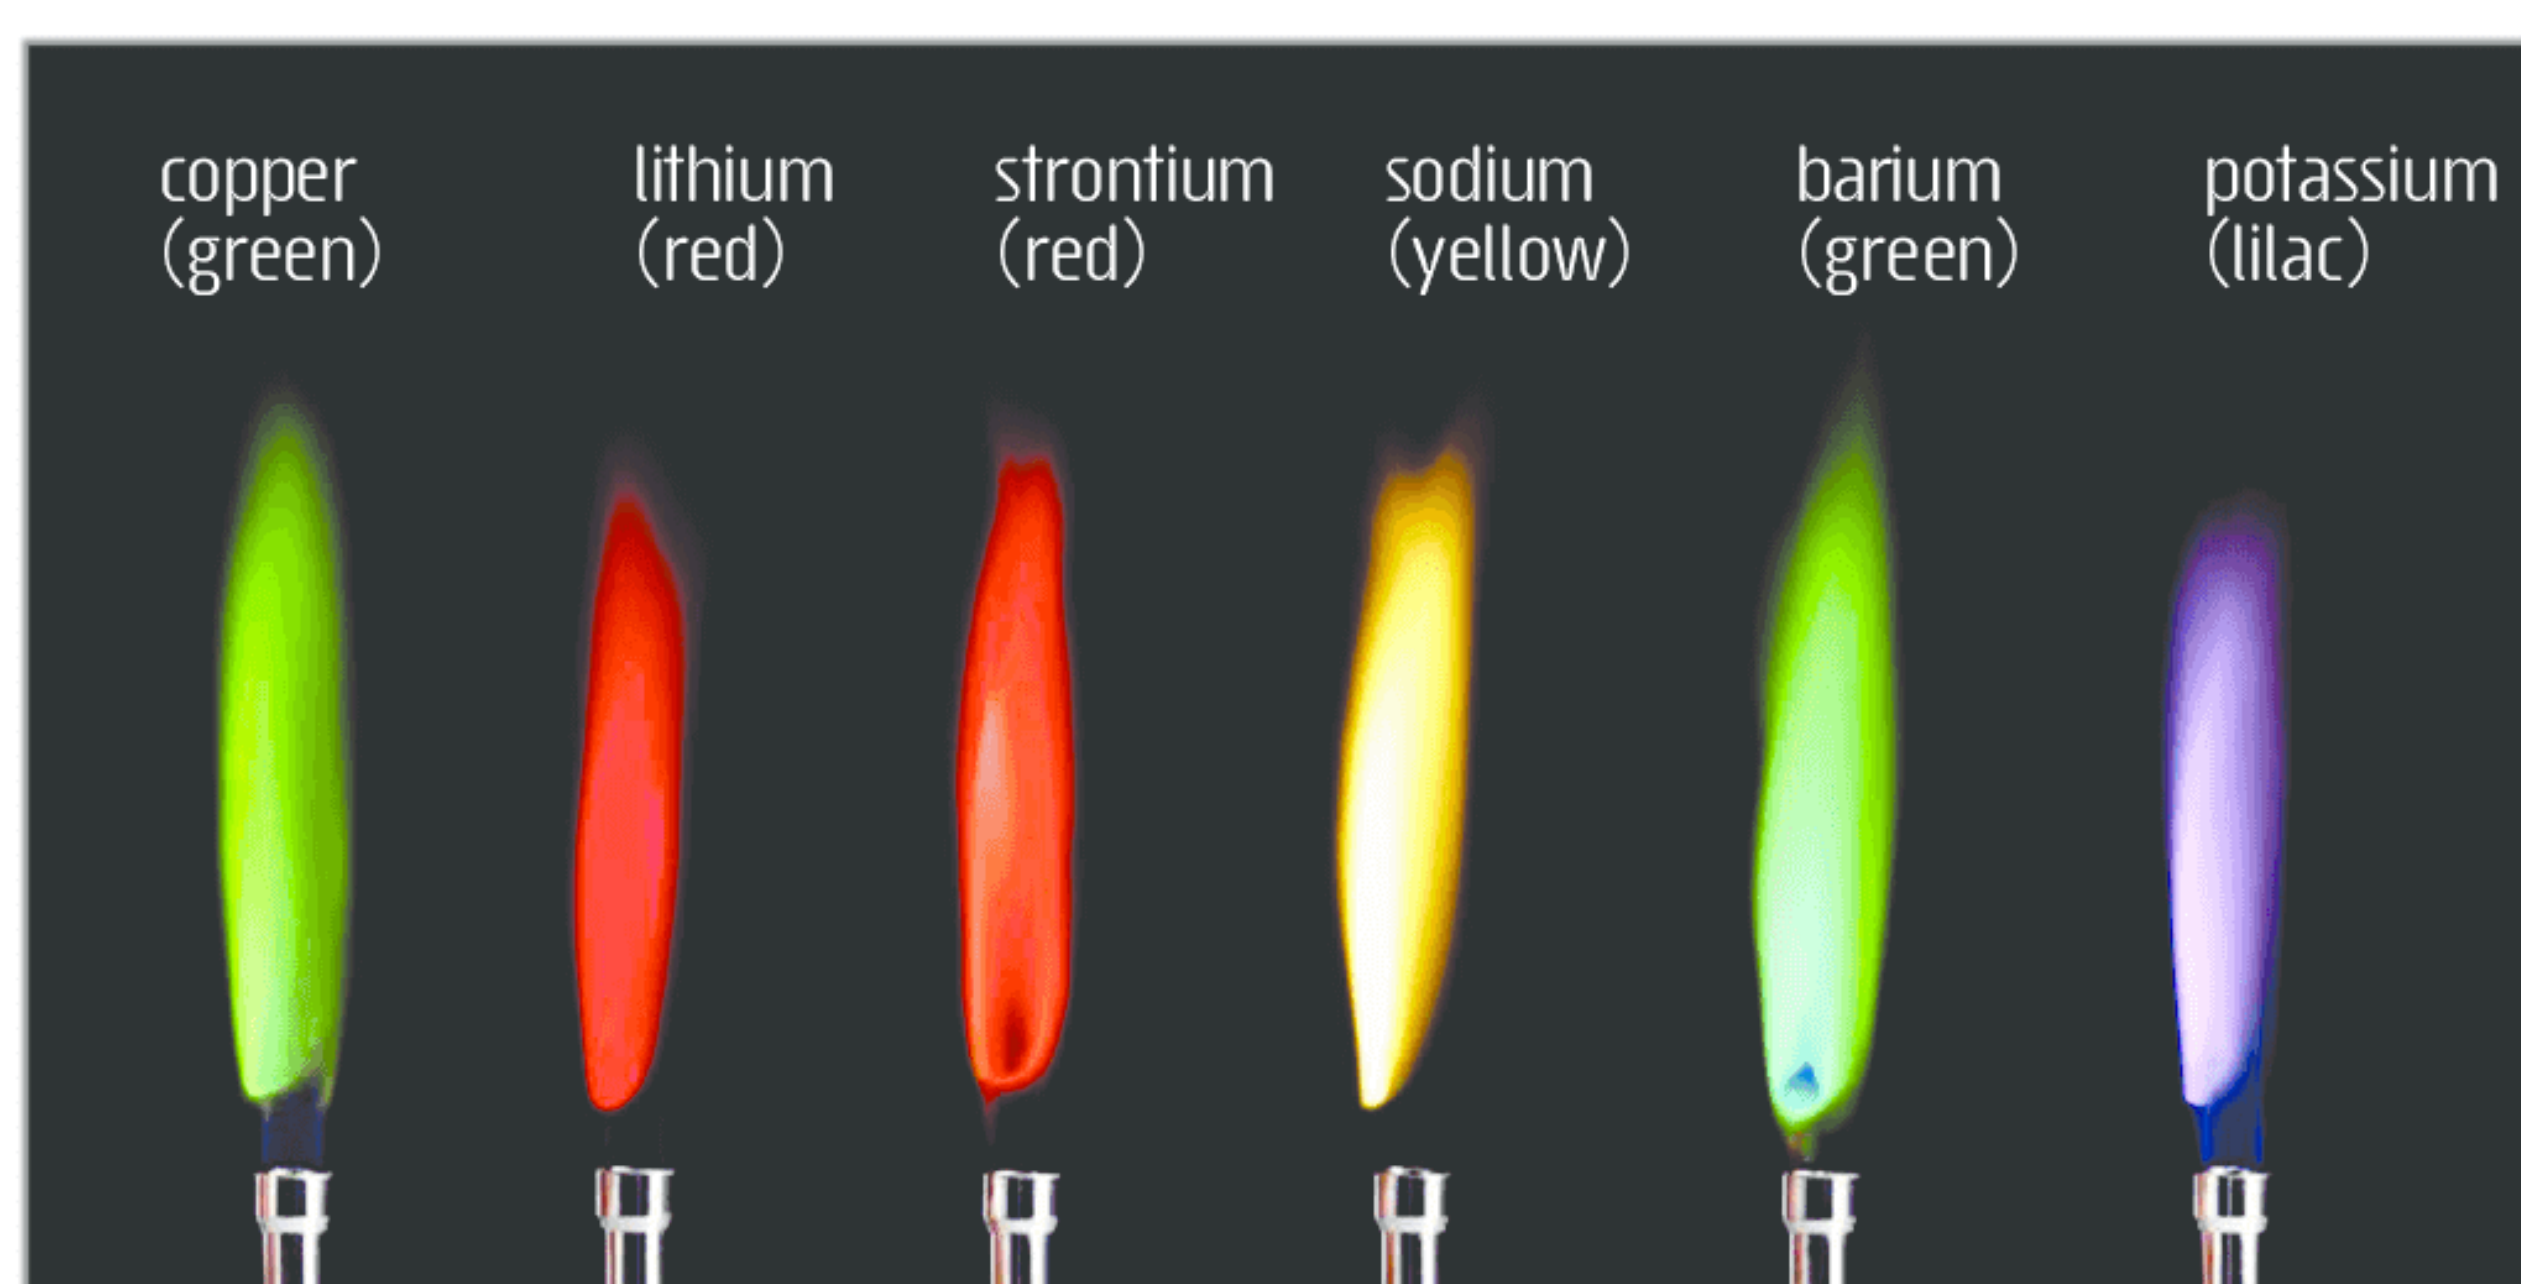 copper
(green)
lithium
(red)
strontium
(red)
sodium
(yellow)
barium
(green)
potassium
(lilac)